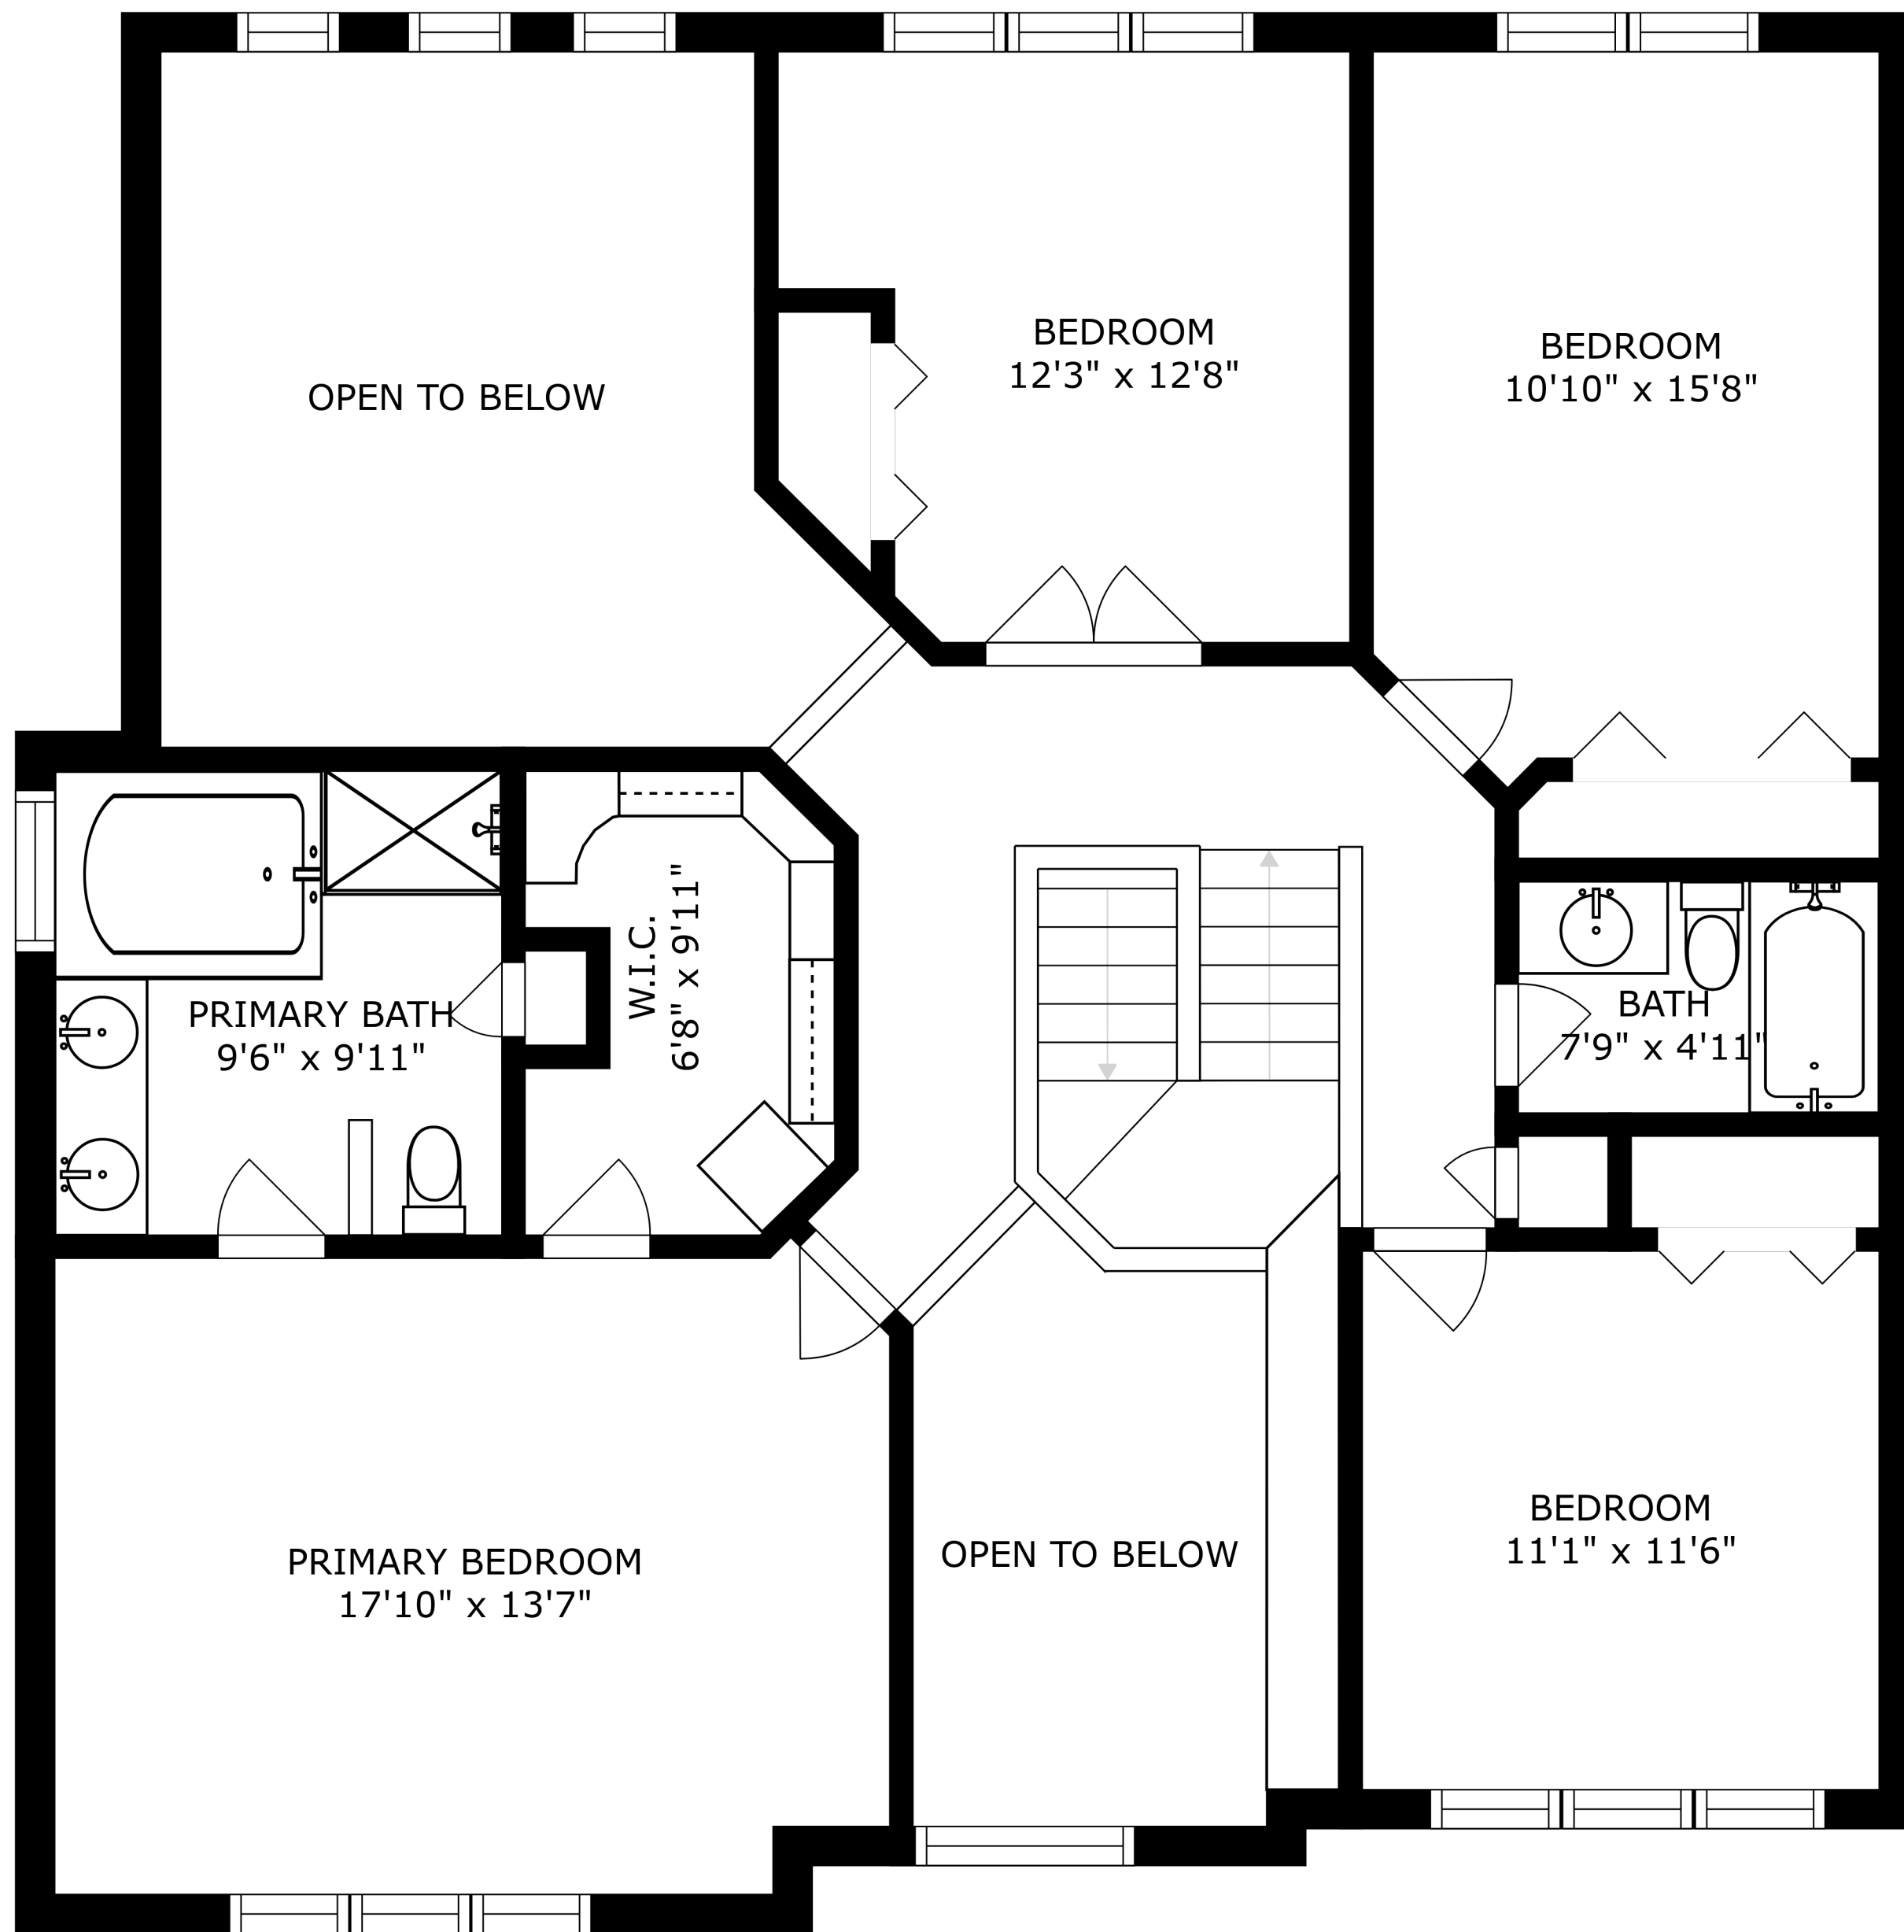 BEDROOM
12'3" x 12'8"
BEDROOM
10'10" x 15'8"
OPEN TO BELOW
W.I.C.
6'8" x 9'11"
PRIMARY BATH
9'6" x 9'11"
BATH
7'9" x 4'11"
BEDROOM
11'1" x 11'6"
OPEN TO BELOW
PRIMARY BEDROOM
17'10" x 13'7"